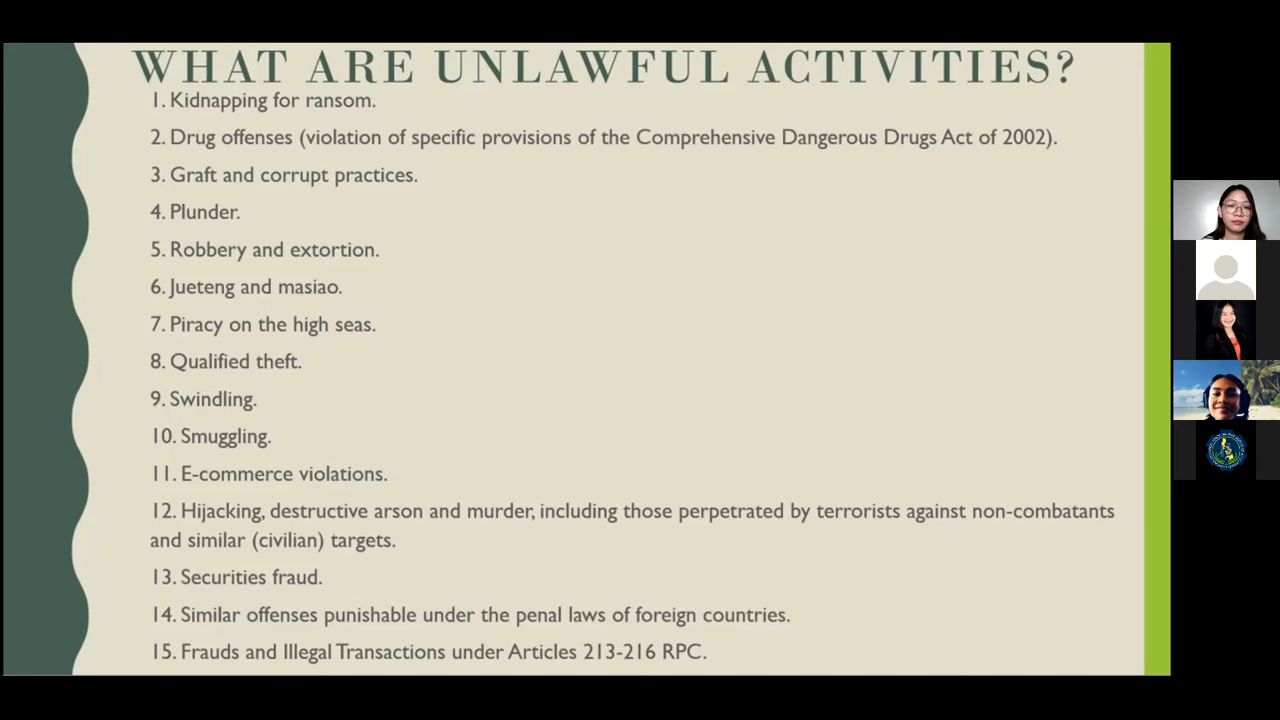 WHAT ARE UNLAWFUL ACTIVITIES?
1. Kidnapping for ransom.
2. Drug offenses (violation of specific provisions of the Comprehensive Dangerous Drugs Act of 2002).
3. Graft and corrupt practices.
4. Plunder.
5. Robbery and extortion.
6. Jueteng and masiao.
7. Piracy on the high seas.
8. Qualified theft.
9. Swindling.
10. Smuggling.
11. E-commerce violations.
12. Hijacking, destructive arson and murder, including those perpetrated by terrorists against non-combatants
and similar (civilian) targets.
13. Securities fraud.
14. Similar offenses punishable under the penal laws of foreign countries.
15. Frauds and Illegal Transactions under Articles 213-216 RPC.